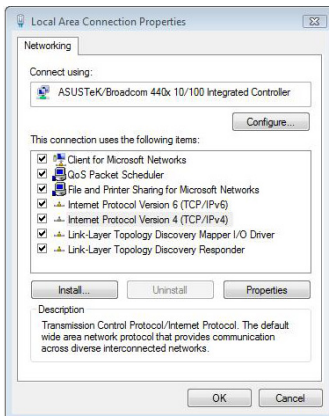 Local Area Connection Properties
Networking
Connect using:
ASUSTeK/Broadcom 440x 10/100 Integrated Controller
Configure...
This connection uses the following items:
Client for Microsoft Networks
QoS Packet Scheduler
File and Printer Sharing for Microsoft Networks
Internet Protocol Version 6 (TCP/IPv6)
Internet Protocol Version 4 (TCP/IPv4)
Link-Layer Topology Discovery Mapper I/O Driver
Link-Layer Topology Discovery Responder
Install... Uninstall Properties
Description
Transmission Control Protocol/Internet Protocol. The default
wide area network protocol that provides communication
across diverse interconnected networks.
OK Cancel